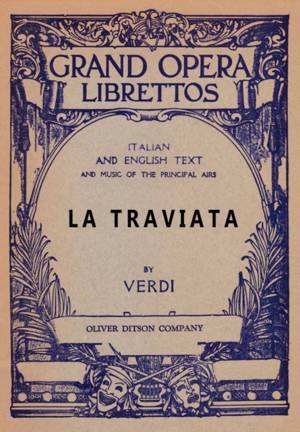 GRAND OPERA
LIBRETTOS
ITALIAN
AND ENGLISH TEXT
AND MUSIC OF THE PRINCIPAL AIRS
LA TRAVIATA
BY
VERDI
OLIVER DITSON COMPANY